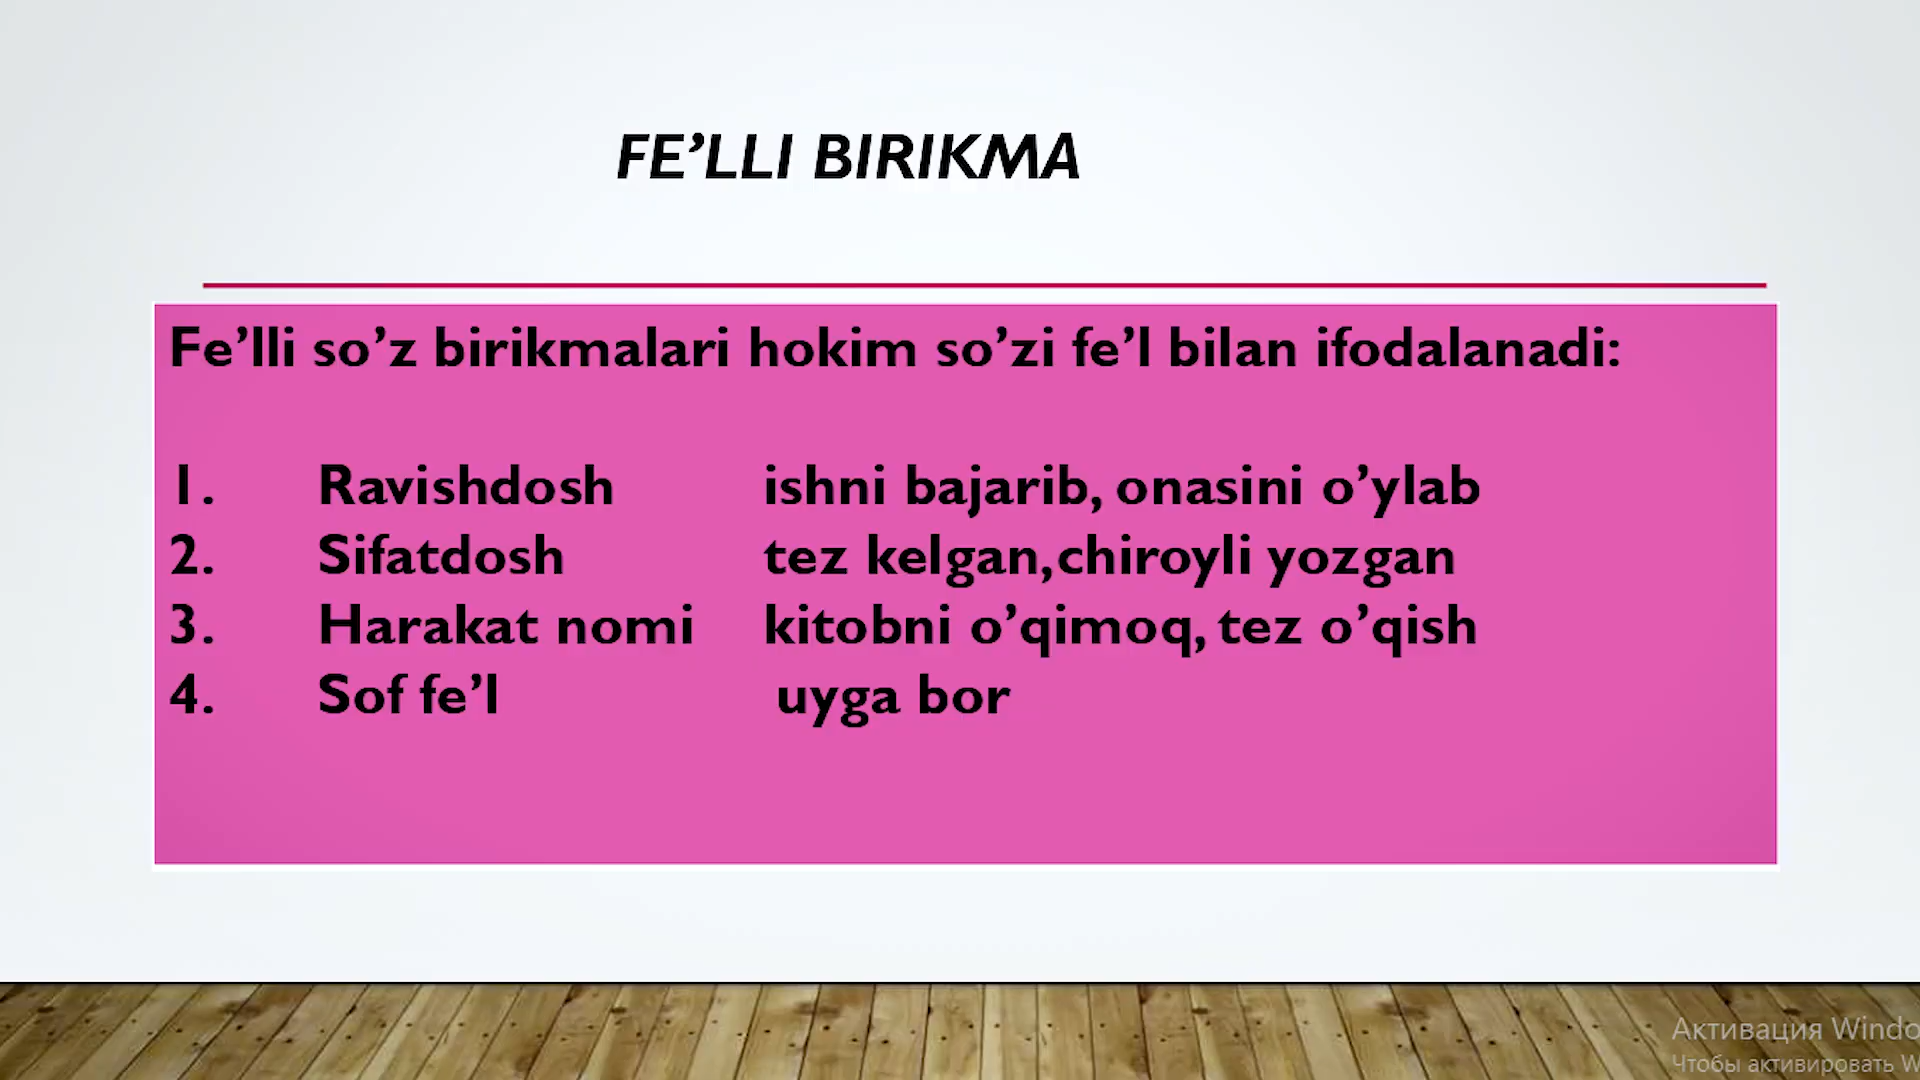 FE’LLI BIRIKMA
Fe’lli so’z birikmalari hokim so’zi fe’l bilan ifodalanadi:
1. Ravishdosh ishni bajarib, onasini o’ylab
2. Sifatdosh tez kelgan,chiroyli yozgan
3. Harakat nomi kitobni o’qimoq, tez o’qish
4. Sof fe’l uyga bor
Активация Windo
Чтобы активировать W